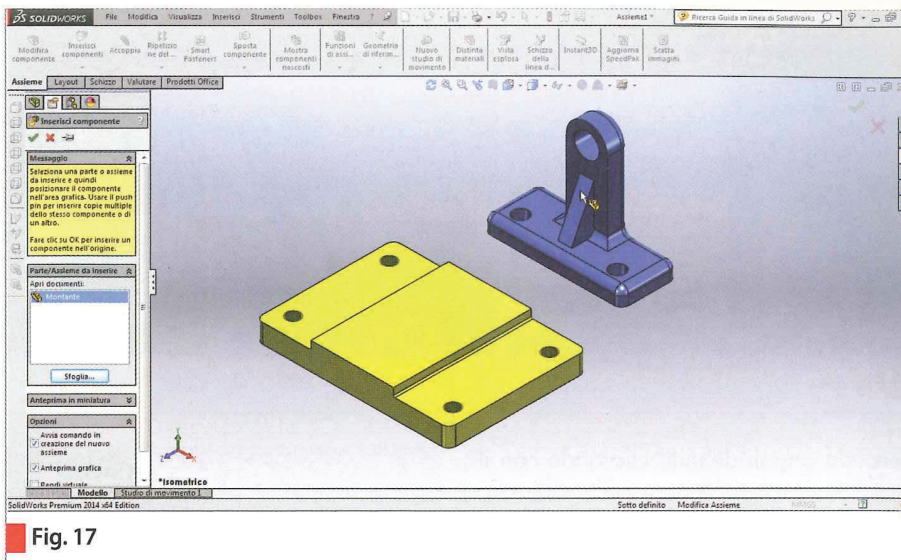 SOLIDWORKS File Modifica Visualizza Inserisci Strumenti Toolbox Finestra ? Assieme1 * Ricerca Guida in linea di SolidWorks
Modifica componente
Inserisci componenti
Accoppia
Ripetizio ne det...
Smart Fasteners
Sposta componente
Mostra componenti nascosti
Funzioni di assi...
Geometria di riferim...
Nuovo studio di movimento
Distinta materiali
Vista esplosa
Schizzo della linea d...
Instant3D
Aggiorna SpeedPak
Scatta immagini
Assieme Layout Schizzo Valutare Prodotti Office
Inserisci componente ?
Messaggio
Seleziona una parte o assieme
da inserire e quindi
posizionare il componente
nell'area grafica. Usare il push
pin per inserire copie multiple
dello stesso componente o di
un altro.
Fare clic su OK per inserire un
componente nell'origine.
Parte/Assieme da inserire
Apri documenti:
Montante
Sfoglia...
Anteprima in miniatura
Opzioni
Avvia comando in
creazione del nuovo
assieme
Anteprima grafica
Rendi virtuale
Y
Z
X
*Isometrico
Modello Studio di movimento 1
SolidWorks Premium 2014 x64 Edition Sotto definito Modifica Assieme
Fig. 17